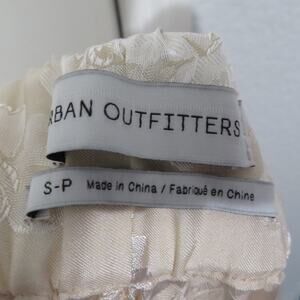 RBAN OUTFITTERS
S-P Made in China / Fabriqué en Chine